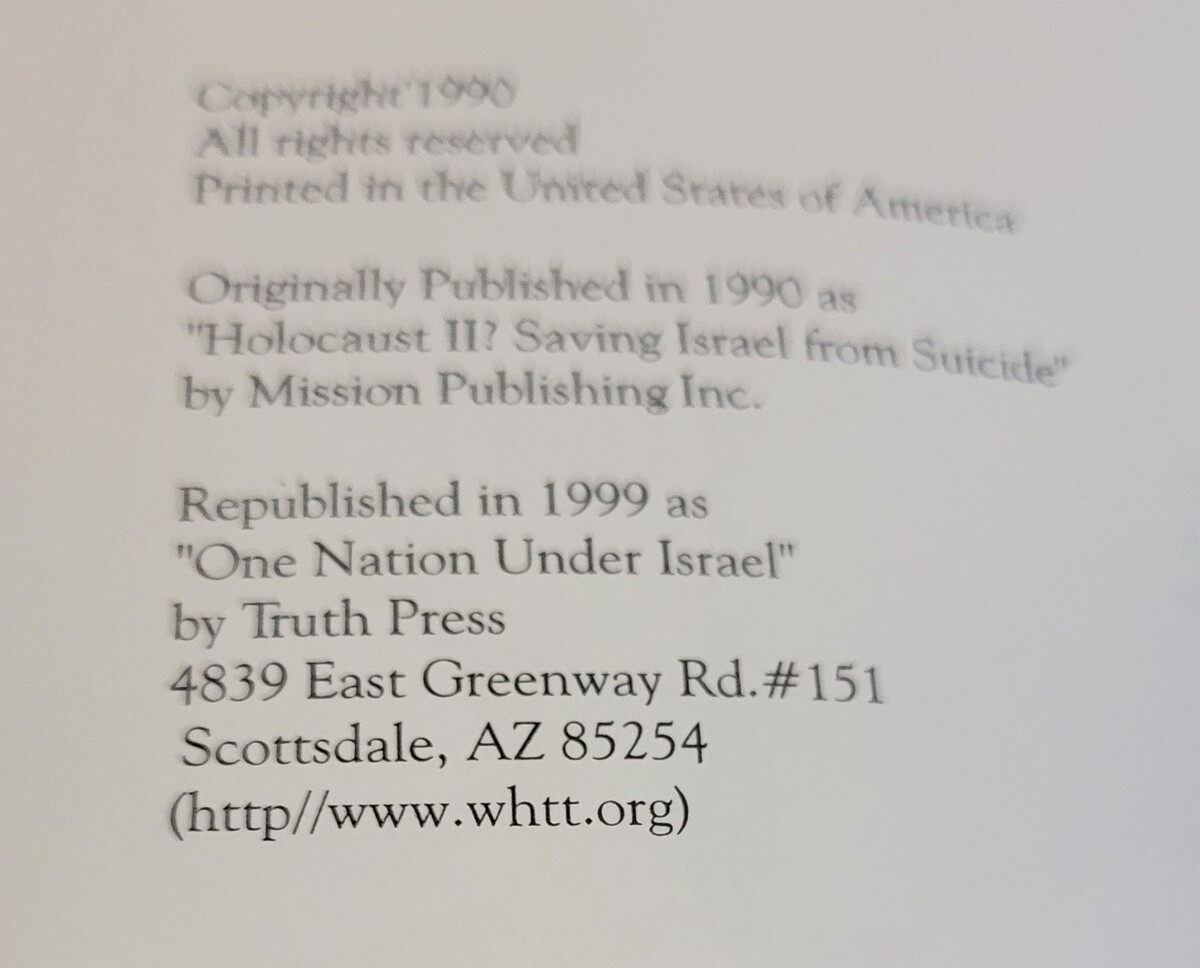 Copyright 1990
All rights reserved
Printed in the United States of America
Originally Published in 1990 as
"Holocaust II? Saving Israel from Suicide"
by Mission Publishing Inc.
Republished in 1999 as
"One Nation Under Israel"
by Truth Press
4839 East Greenway Rd.#151
Scottsdale, AZ 85254
(http//www.whtt.org)